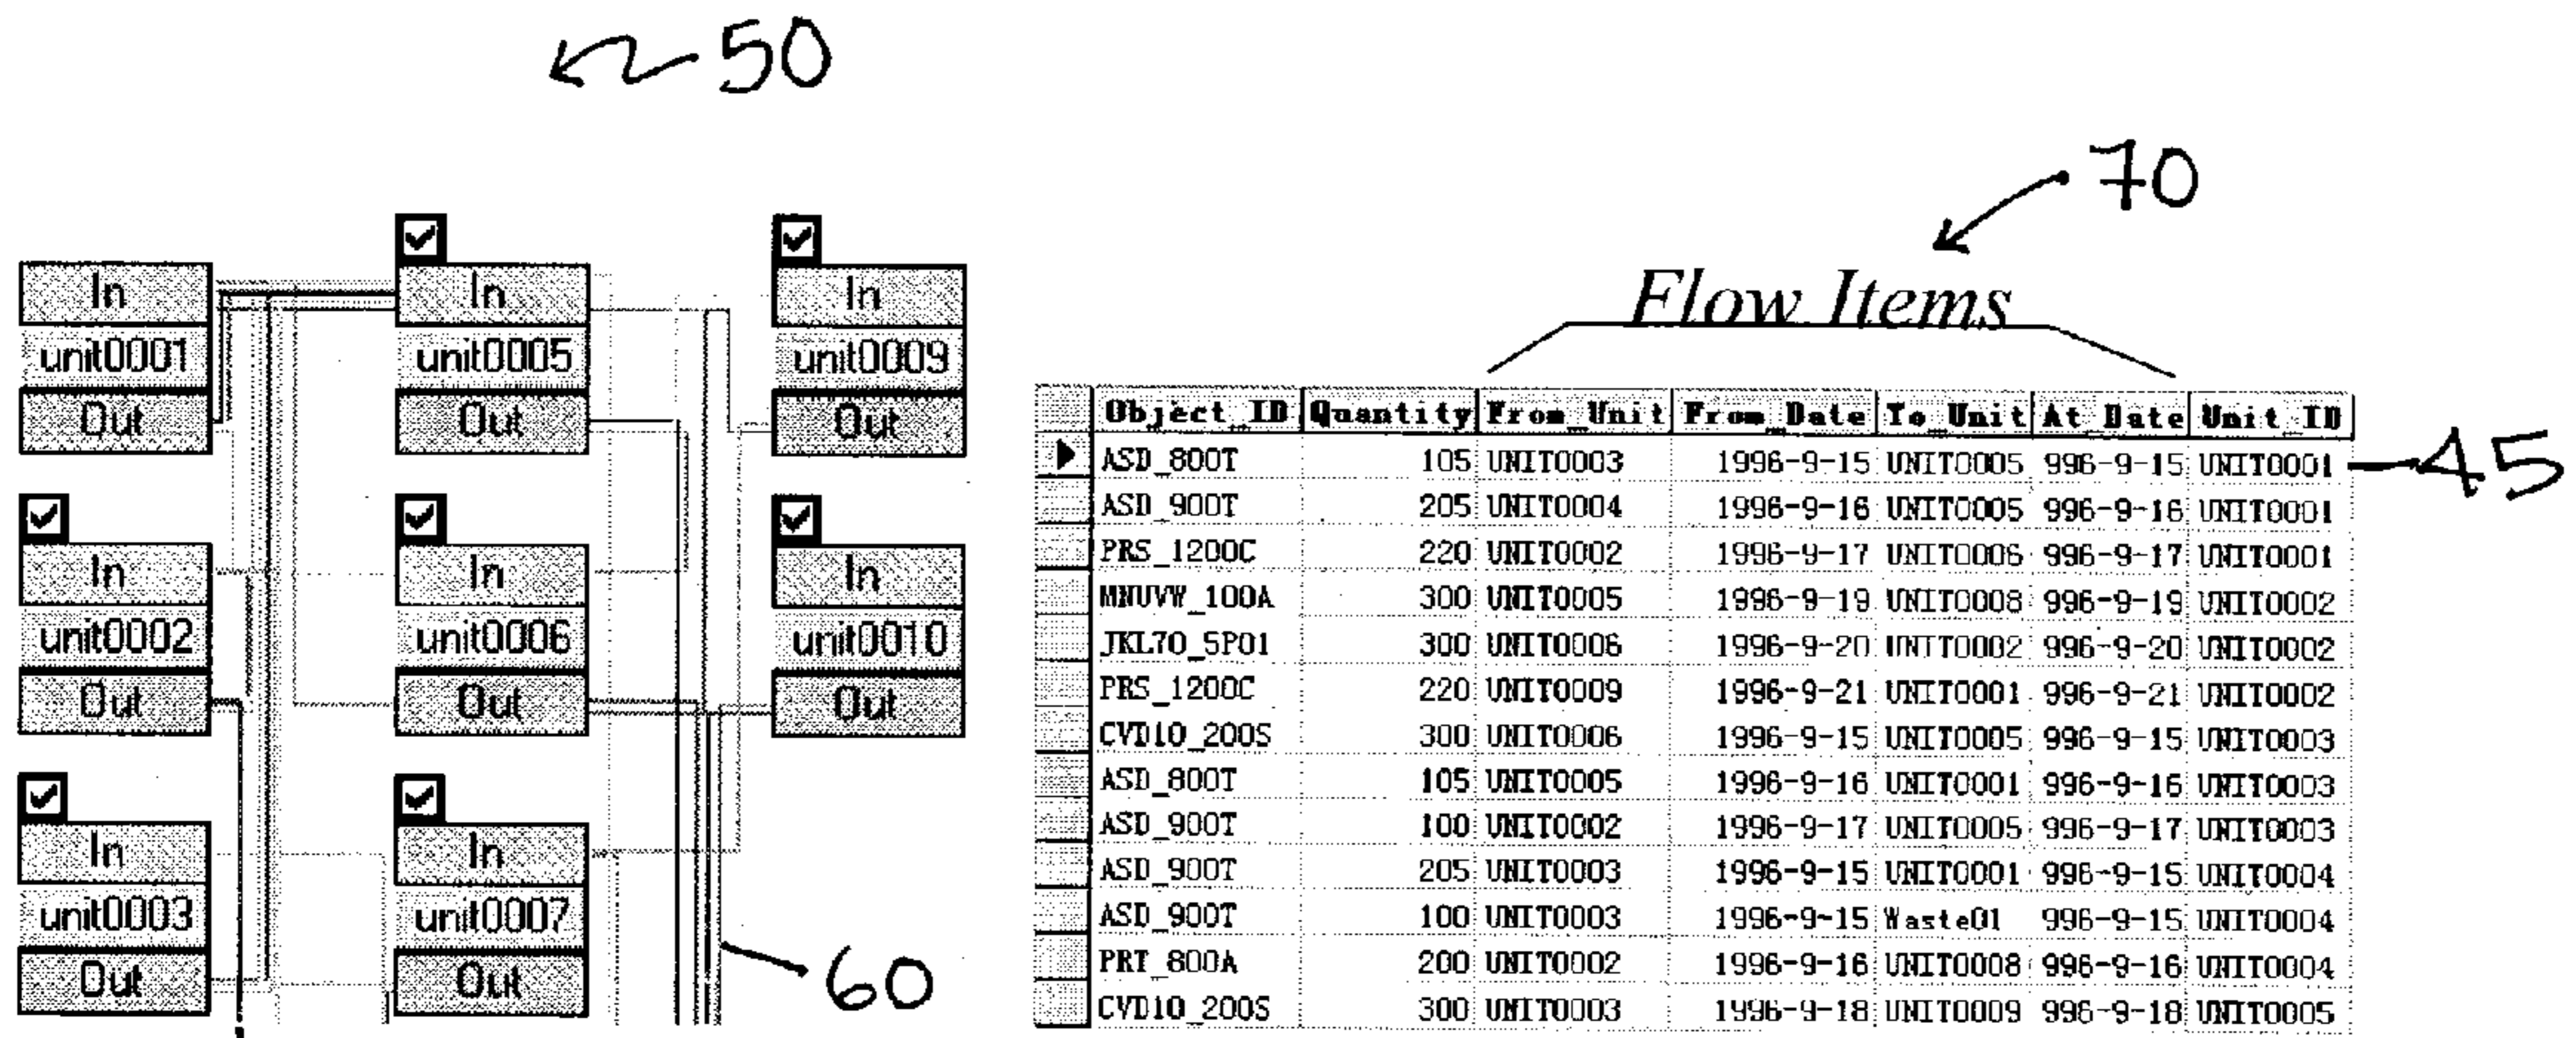 50
70
In In In
unit0001 unit0005 unit0009
Out Out Out
In In In
unit0002 unit0006 unit0010
Out Out Out
In In
unit0003 unit0007
Out Out
60
Flow Items
Object_ID Quantity From_Unit From_Date To_Unit At_Date Unit_ID
ASD_800T 105 UNIT0003 1996-9-15 UNIT0005 996-9-15 UNIT0001
45
ASD_900T 205 UNIT0004 1996-9-16 UNIT0005 996-9-16 UNIT0001
PRS_1200C 220 UNIT0002 1996-9-17 UNIT0006 996-9-17 UNIT0001
MNUVW_100A 300 UNIT0005 1996-9-19 UNIT0008 996-9-19 UNIT0002
JKL70_5P01 300 UNIT0006 1996-9-20 UNIT0002 996-9-20 UNIT0002
PRS_1200C 220 UNIT0009 1996-9-21 UNIT0001 996-9-21 UNIT0002
CVD10_200S 300 UNIT0006 1996-9-15 UNIT0005 996-9-15 UNIT0003
ASD_800T 105 UNIT0005 1996-9-16 UNIT0001 996-9-16 UNIT0003
ASD_900T 100 UNIT0002 1996-9-17 UNIT0005 996-9-17 UNIT0003
ASD_900T 205 UNIT0003 1996-9-15 UNIT0001 996-9-15 UNIT0004
ASD_900T 100 UNIT0003 1996-9-15 Waste01 996-9-15 UNIT0004
PRT_800A 200 UNIT0002 1996-9-16 UNIT0008 996-9-16 UNIT0004
CVD10_200S 300 UNIT0003 1996-9-18 UNIT0009 996-9-18 UNIT0005